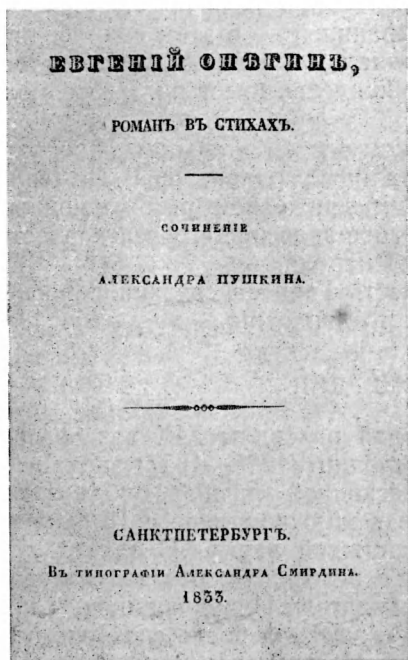 ЕВГЕНІЙ ОНѢГИНЪ,
РОМАНЪ ВЪ СТИХАХЪ.
СОЧИНЕНІЕ
АЛЕКСАНДРА ПУШКИНА.
САНКТПЕТЕРБУРГЪ.
Въ типографіи Александра Смирдина.
1833.